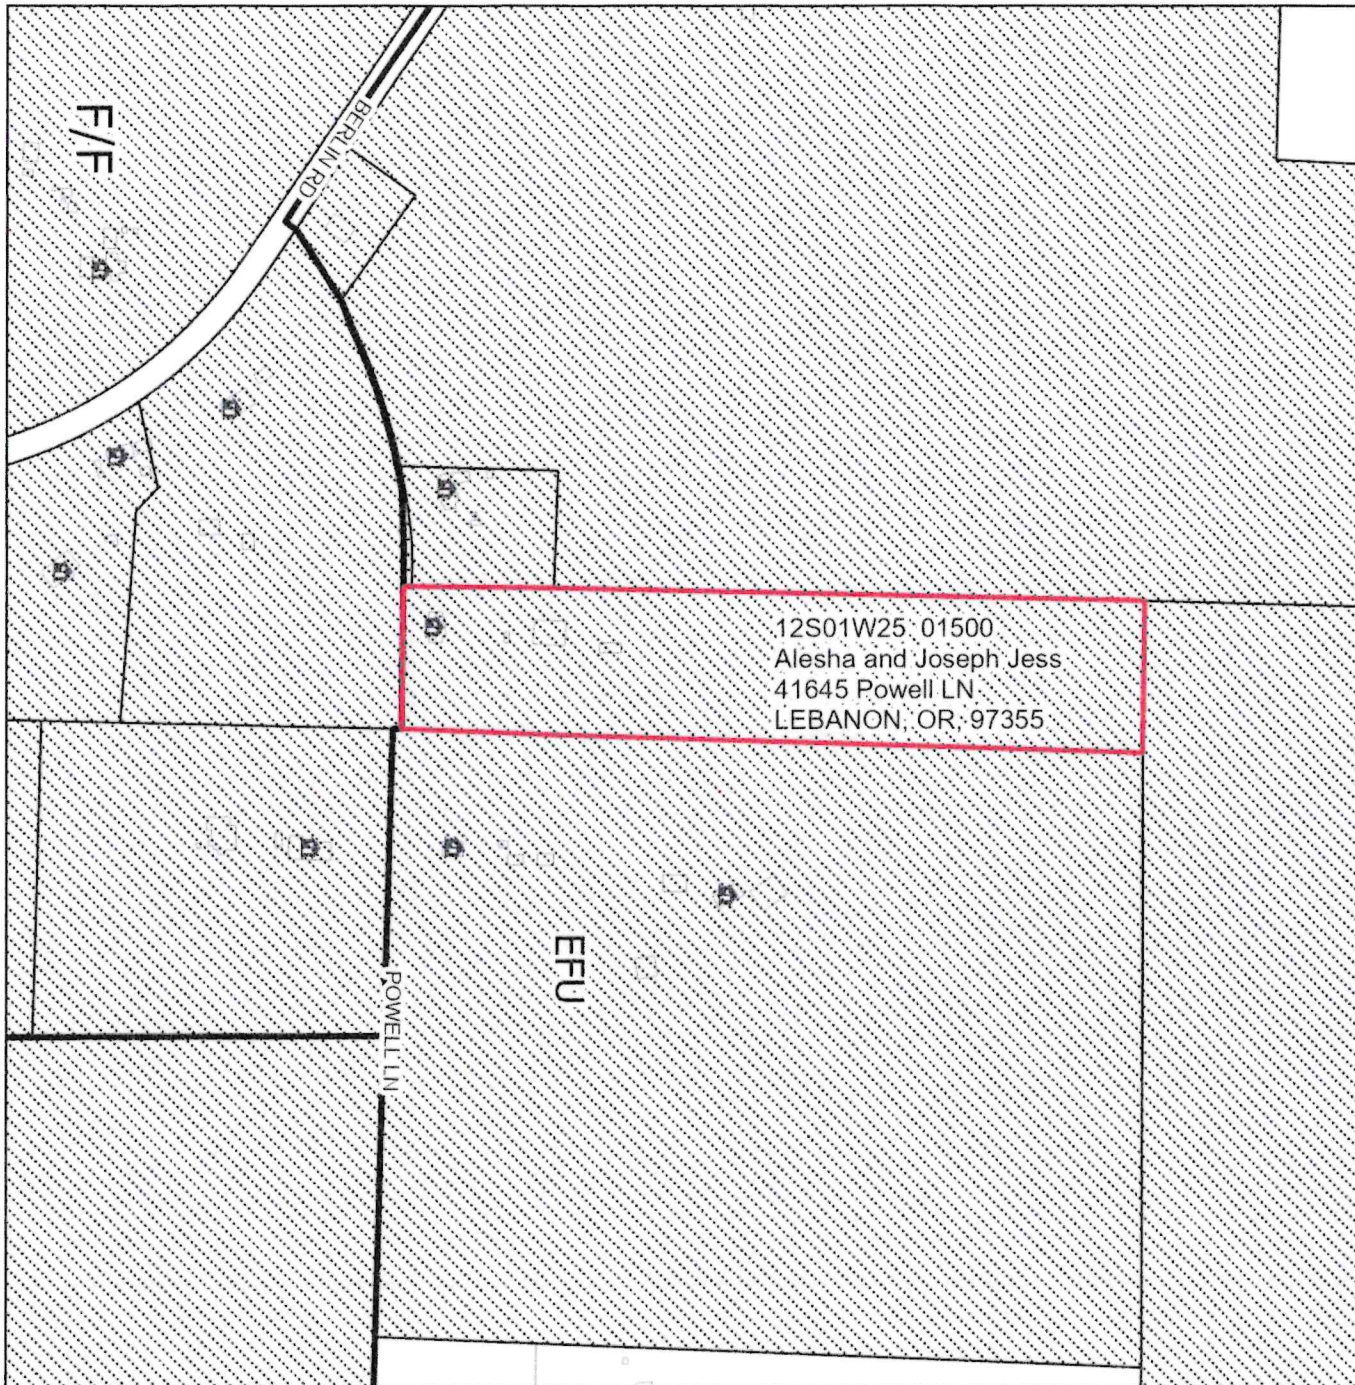 F/F
BERLIN RD
12S01W25 01500
Alesha and Joseph Jess
41645 Powell LN
LEBANON, OR 97355
EFU
POWELL LN